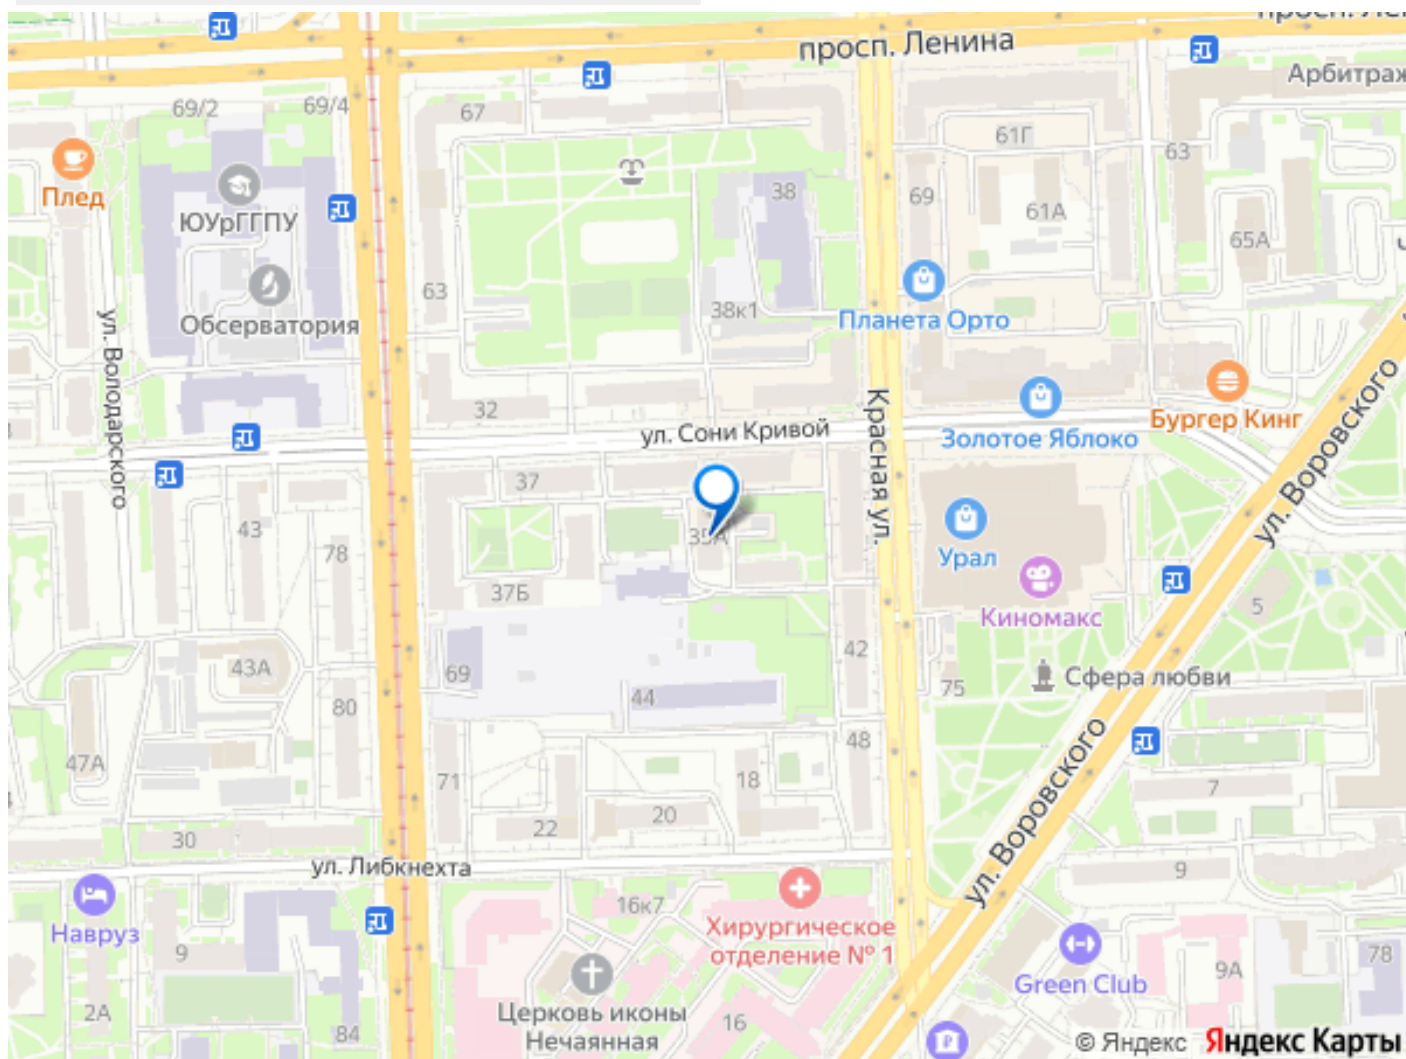 просп. Ленина
Арбитраж
69/2
69/4
67
61Г
63
Плед
ЮУрГГПУ
38
69
61А
65А
63
Обсерватория
38к1
Планета Орто
ул. Володарского
32
ул. Сони Кривой
Красная ул.
Золотое Яблоко
Бургер Кинг
ул. Воровского
43
78
37
35А
Урал
37Б
Киномакс
5
43А
69
42
44
75
Сфера любви
80
47А
71
18
48
7
22
20
30
ул. Либкнехта
ул. Воровского
9
Навруз
16к7
Хирургическое
отделение № 1
9
Green Club
9А
78
2А
84
Церковь иконы
Нечаянная
16
P
© Яндекс
Яндекс Карты